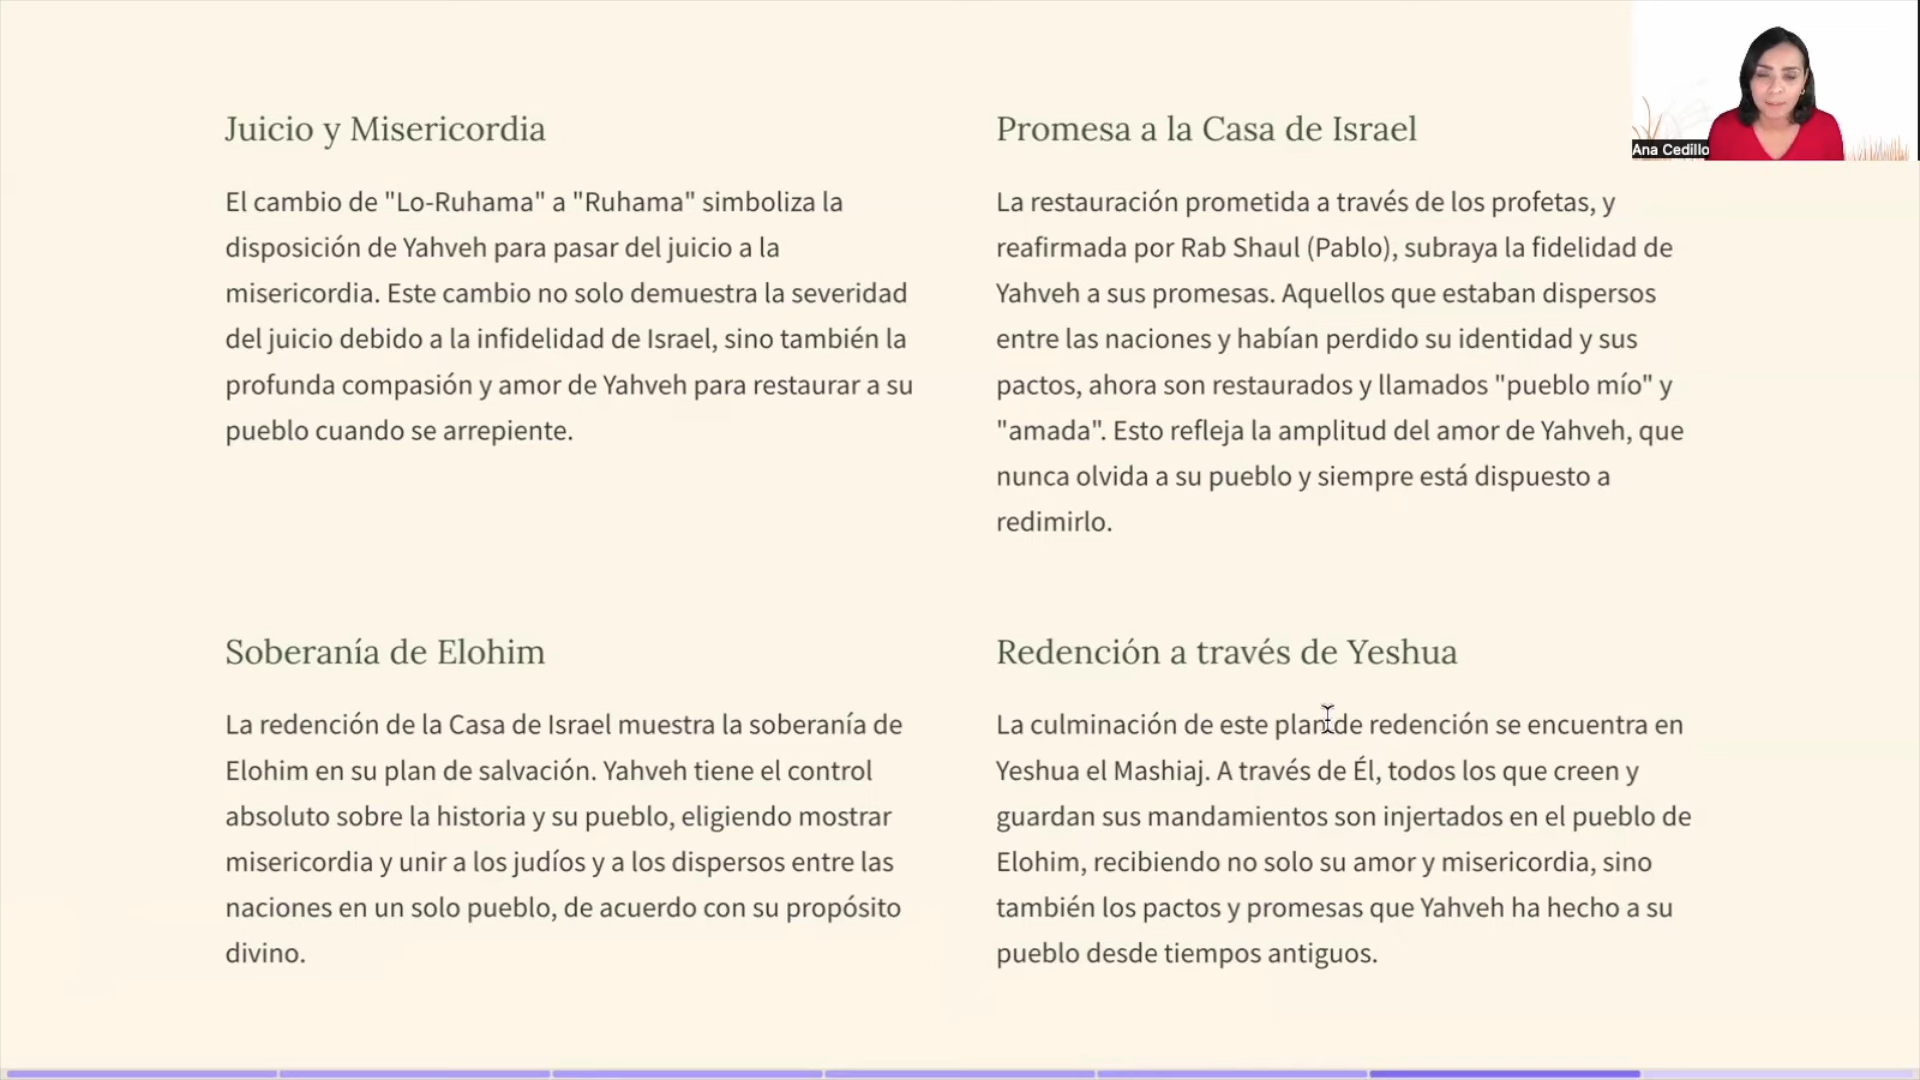 Juicio y Misericordia
El cambio de "Lo-Ruhama" a "Ruhama" simboliza la
disposición de Yahveh para pasar del juicio a la
misericordia. Este cambio no solo demuestra la severidad
del juicio debido a la infidelidad de Israel, sino también la
profunda compasión y amor de Yahveh para restaurar a su
pueblo cuando se arrepiente.
Promesa a la Casa de Israel
La restauración prometida a través de los profetas, y
reafirmada por Rab Shaul (Pablo), subraya la fidelidad de
Yahveh a sus promesas. Aquellos que estaban dispersos
entre las naciones y habían perdido su identidad y sus
pactos, ahora son restaurados y llamados "pueblo mío" y
"amada". Esto refleja la amplitud del amor de Yahveh, que
nunca olvida a su pueblo y siempre está dispuesto a
redimirlo.
Soberanía de Elohim
La redención de la Casa de Israel muestra la soberanía de
Elohim en su plan de salvación. Yahveh tiene el control
absoluto sobre la historia y su pueblo, eligiendo mostrar
misericordia y unir a los judíos y a los dispersos entre las
naciones en un solo pueblo, de acuerdo con su propósito
divino.
Redención a través de Yeshua
La culminación de este plan de redención se encuentra en
Yeshua el Mashiaj. A través de Él, todos los que creen y
guardan sus mandamientos son injertados en el pueblo de
Elohim, recibiendo no solo su amor y misericordia, sino
también los pactos y promesas que Yahveh ha hecho a su
pueblo desde tiempos antiguos.
Ana Cedillo